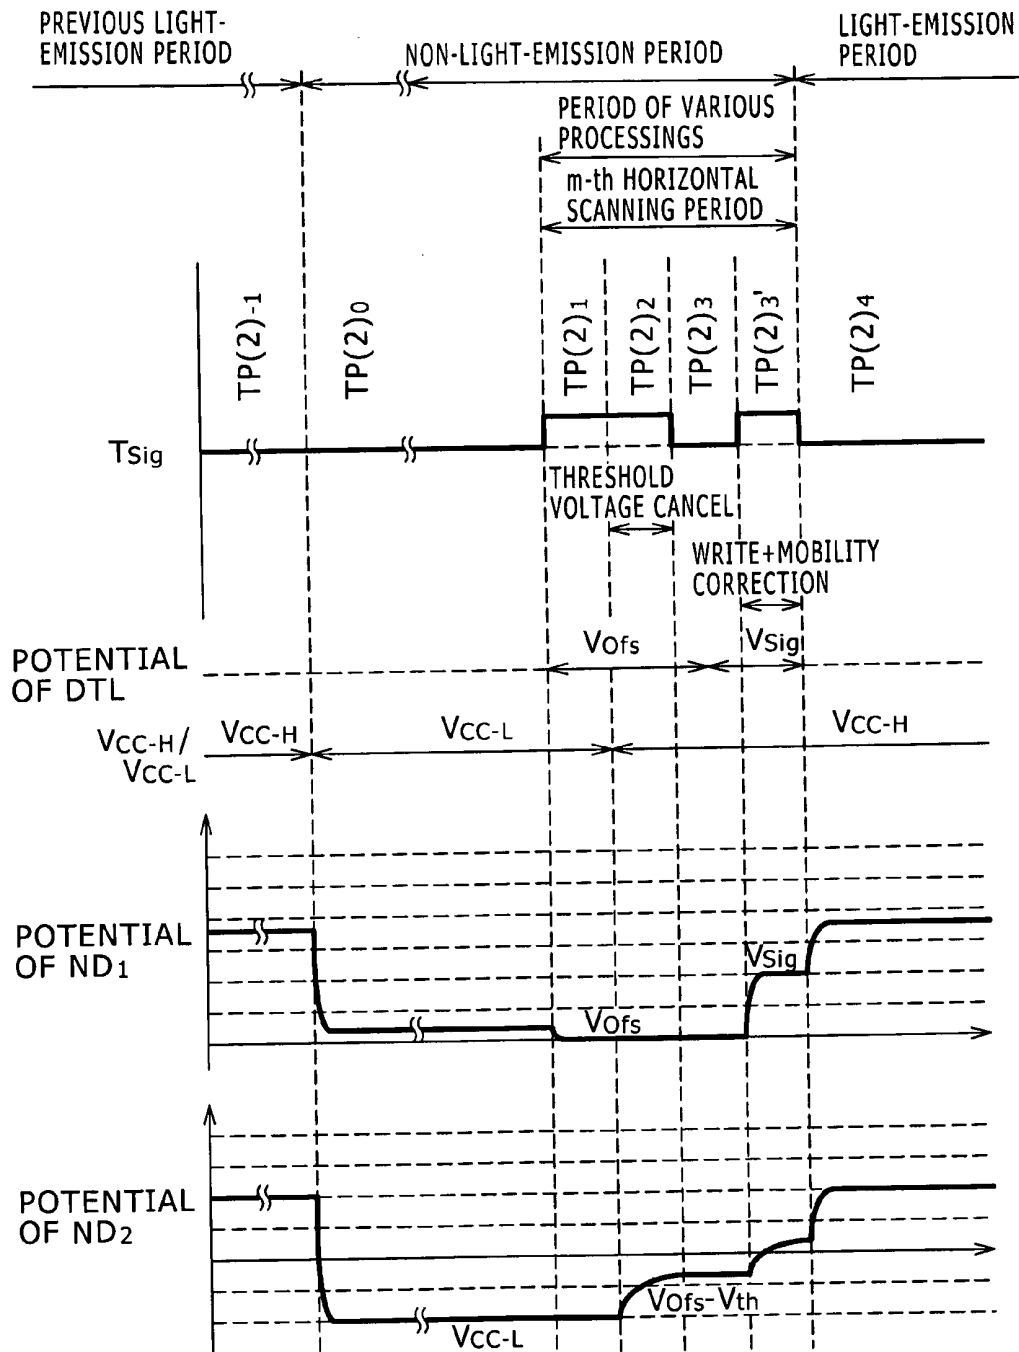 PREVIOUS LIGHT-
EMISSION PERIOD
NON-LIGHT-EMISSION PERIOD
LIGHT-EMISSION
PERIOD
PERIOD OF VARIOUS
PROCESSINGS
m-th HORIZONTAL
SCANNING PERIOD
TP(2)-1
TP(2)0
TP(2)1
TP(2)2
TP(2)3
TP(2)3'
TP(2)4
TSig
THRESHOLD
VOLTAGE CANCEL
WRITE+MOBILITY
CORRECTION
POTENTIAL
OF DTL
VOfs
VSig
VCC-H/
VCC-L
VCC-H
VCC-L
VCC-H
POTENTIAL
OF ND1
VOfs
VSig
POTENTIAL
OF ND2
VCC-L
VOfs-Vth